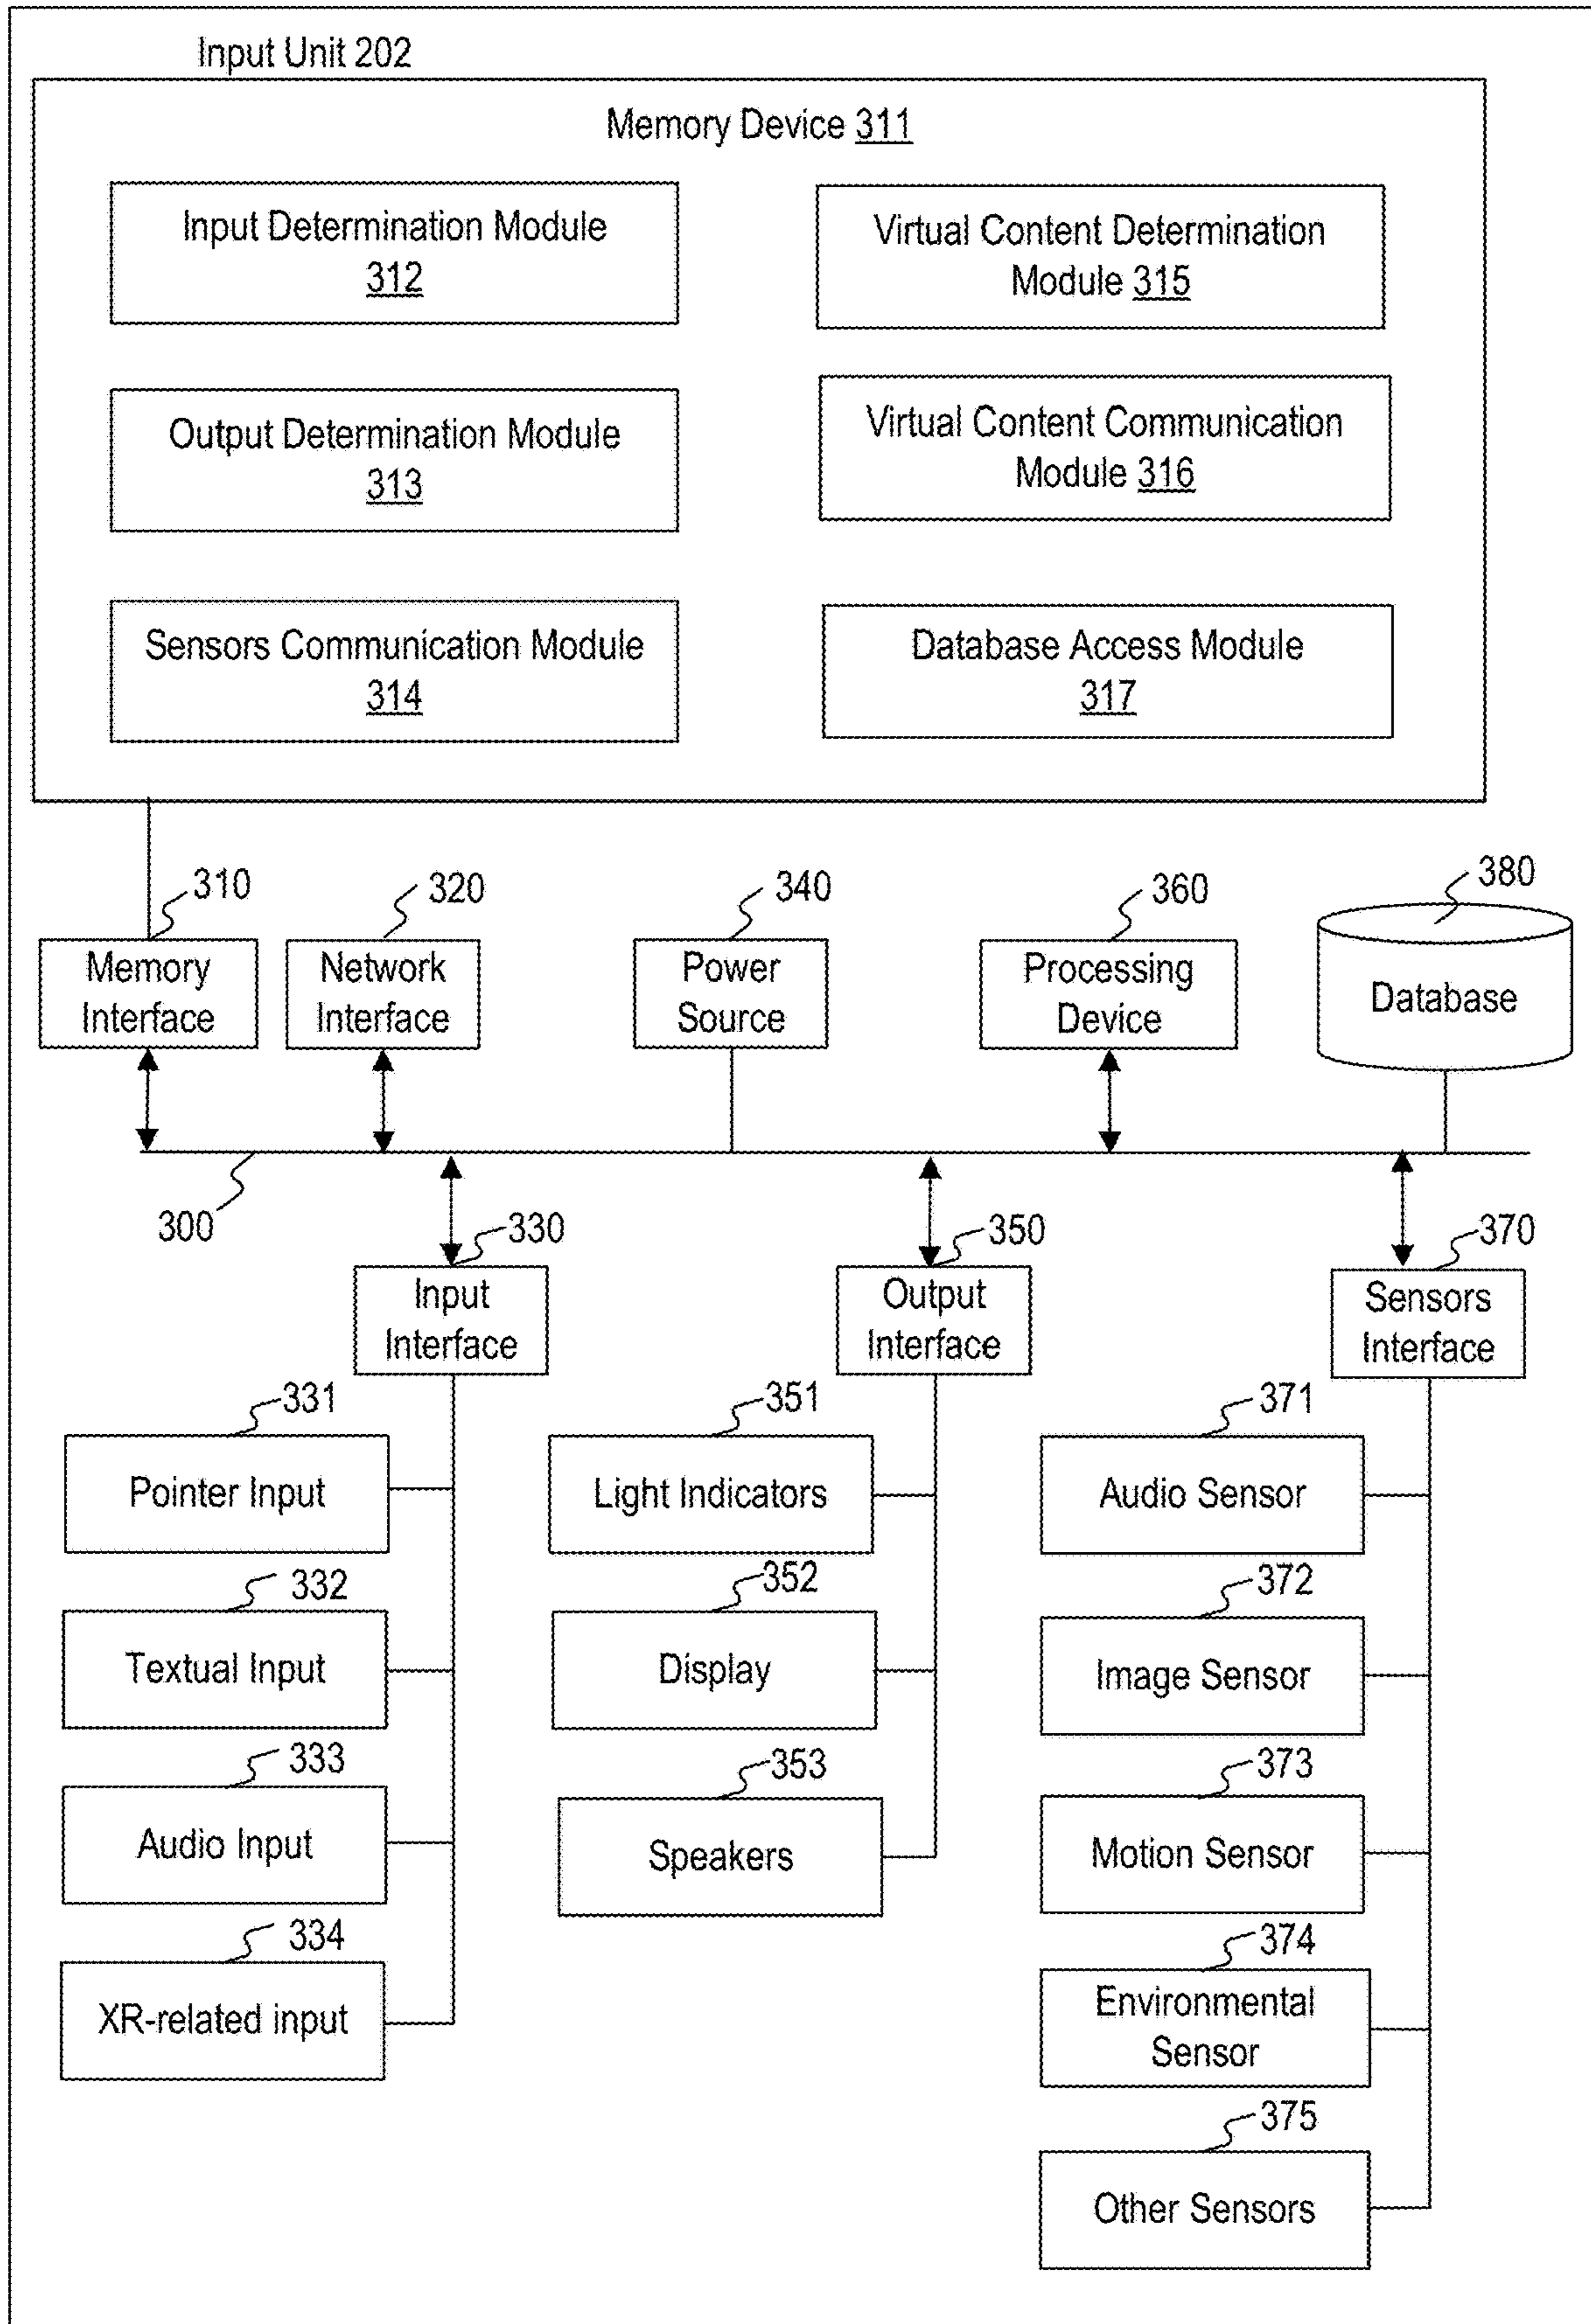 Input Unit 202
Memory Device 311
Input Determination Module
312
Virtual Content Determination
Module 315
Output Determination Module
313
Virtual Content Communication
Module 316
Sensors Communication Module
314
Database Access Module
317
310
320
340
360
380
Memory
Interface
Network
Interface
Power
Source
Processing
Device
Database
300
330
350
370
Input
Interface
Output
Interface
Sensors
Interface
331
Pointer Input
332
Textual Input
333
Audio Input
334
XR-related input
351
Light Indicators
352
Display
353
Speakers
371
Audio Sensor
372
Image Sensor
373
Motion Sensor
374
Environmental
Sensor
375
Other Sensors